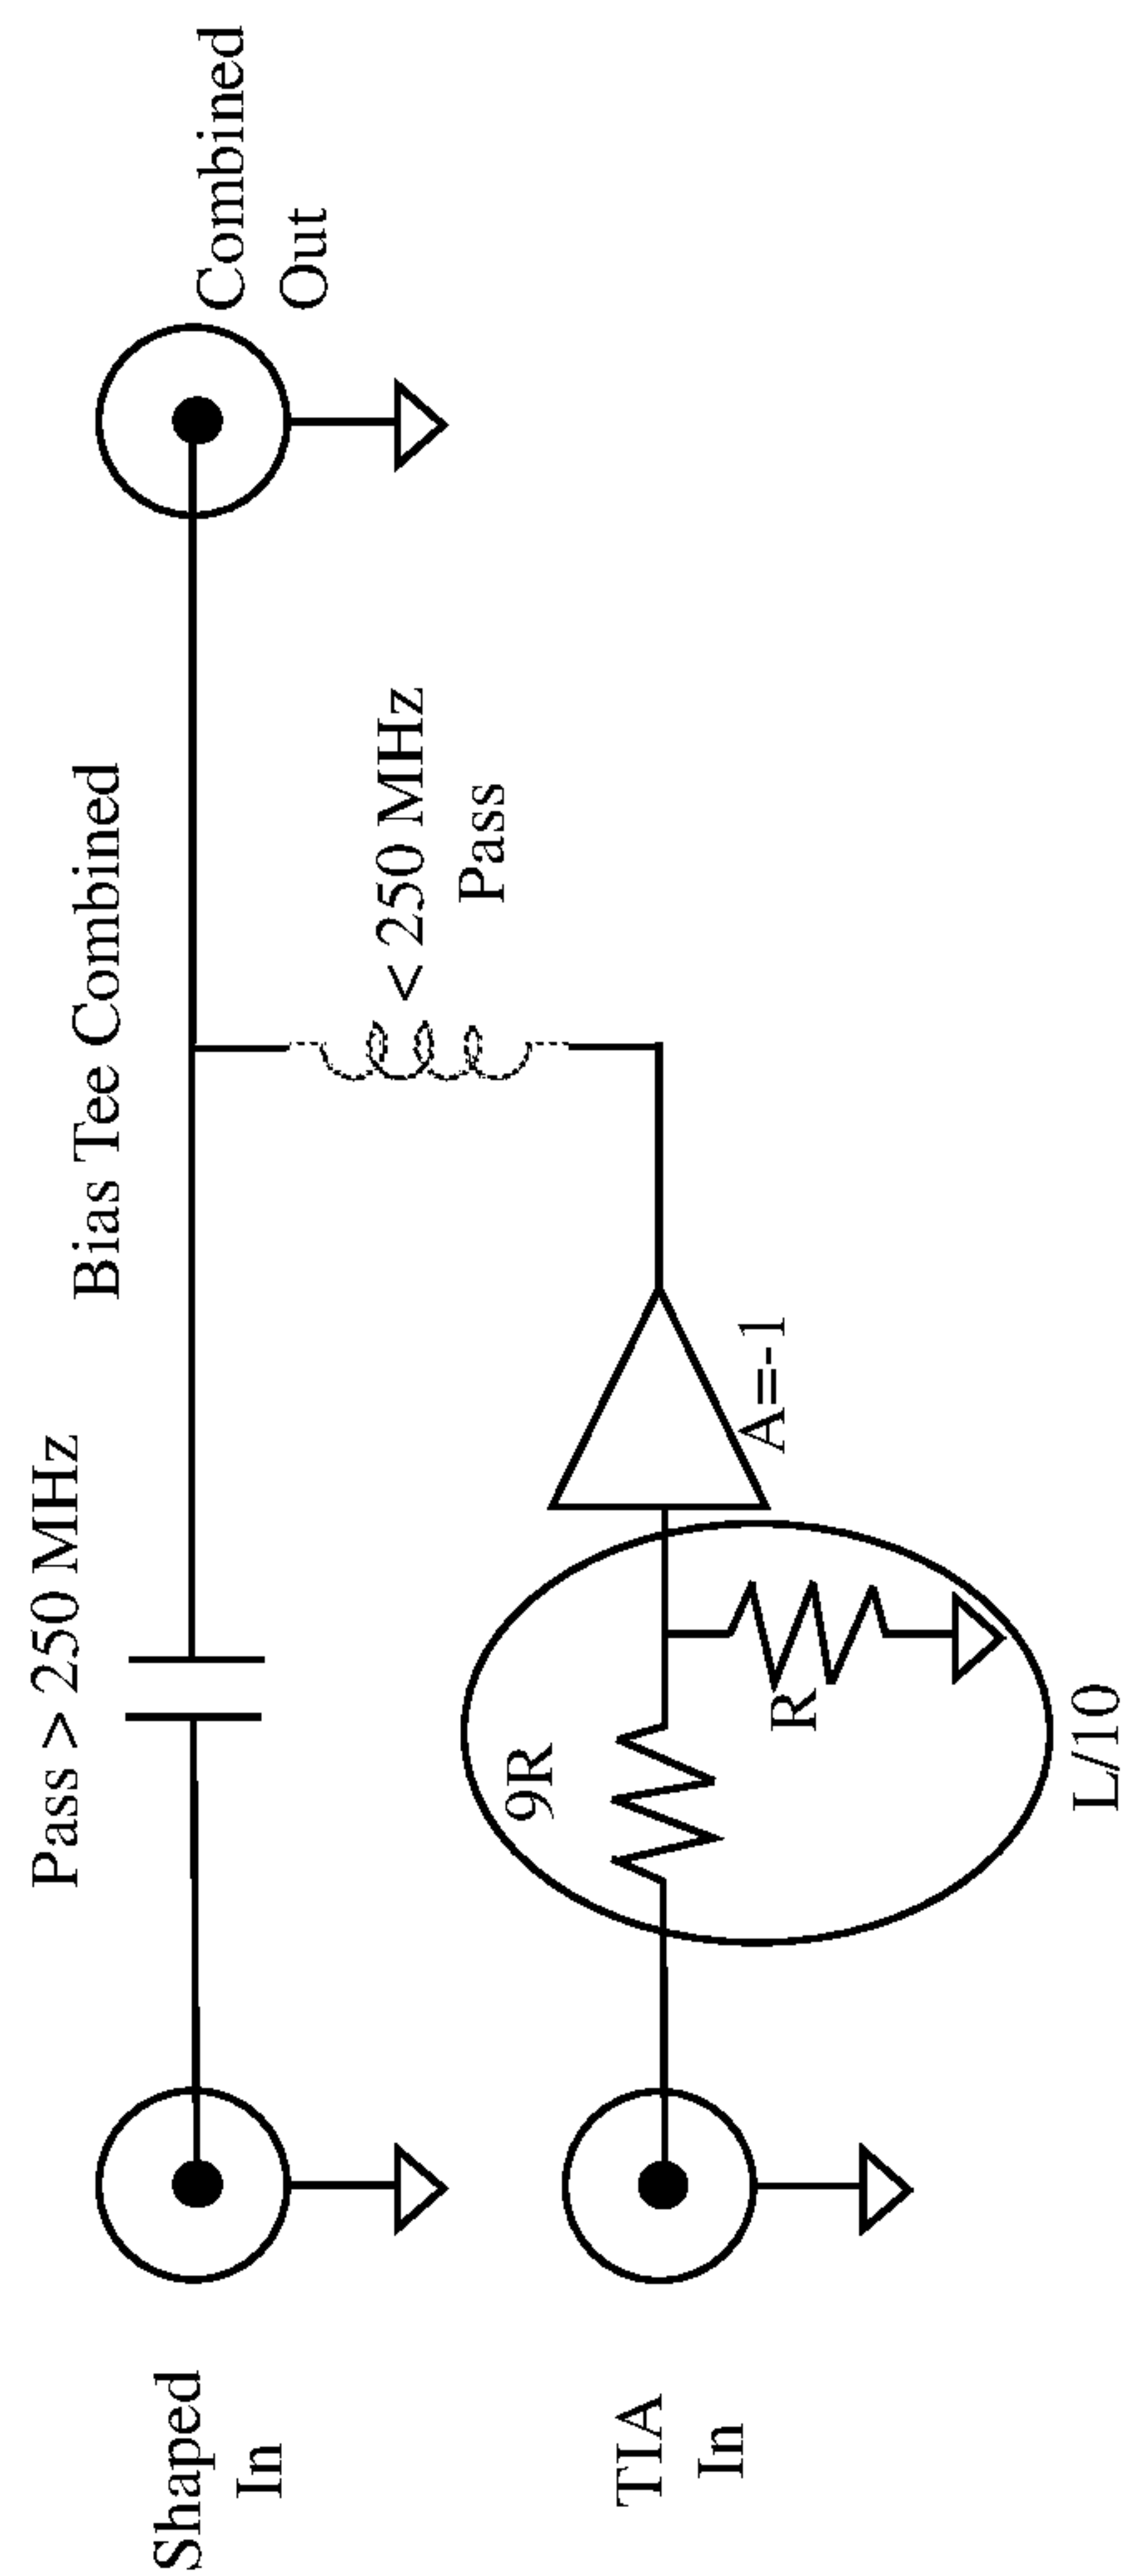 Bias Tee Combined
Pass > 250 MHz
Shaped
In
Combined
Out
< 250 MHz
Pass
TIA
In
9R
R
A=-1
L/10